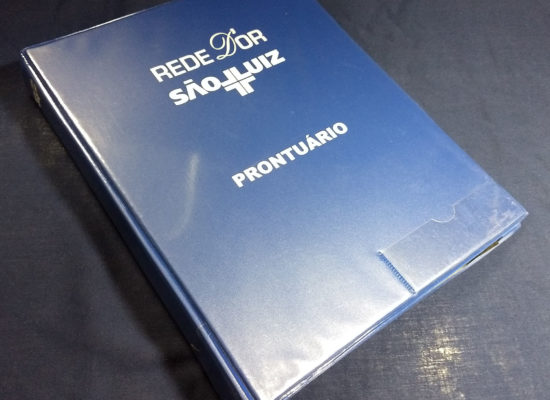 REDE D'OR
SÃO LUIZ
PRONTUÁRIO